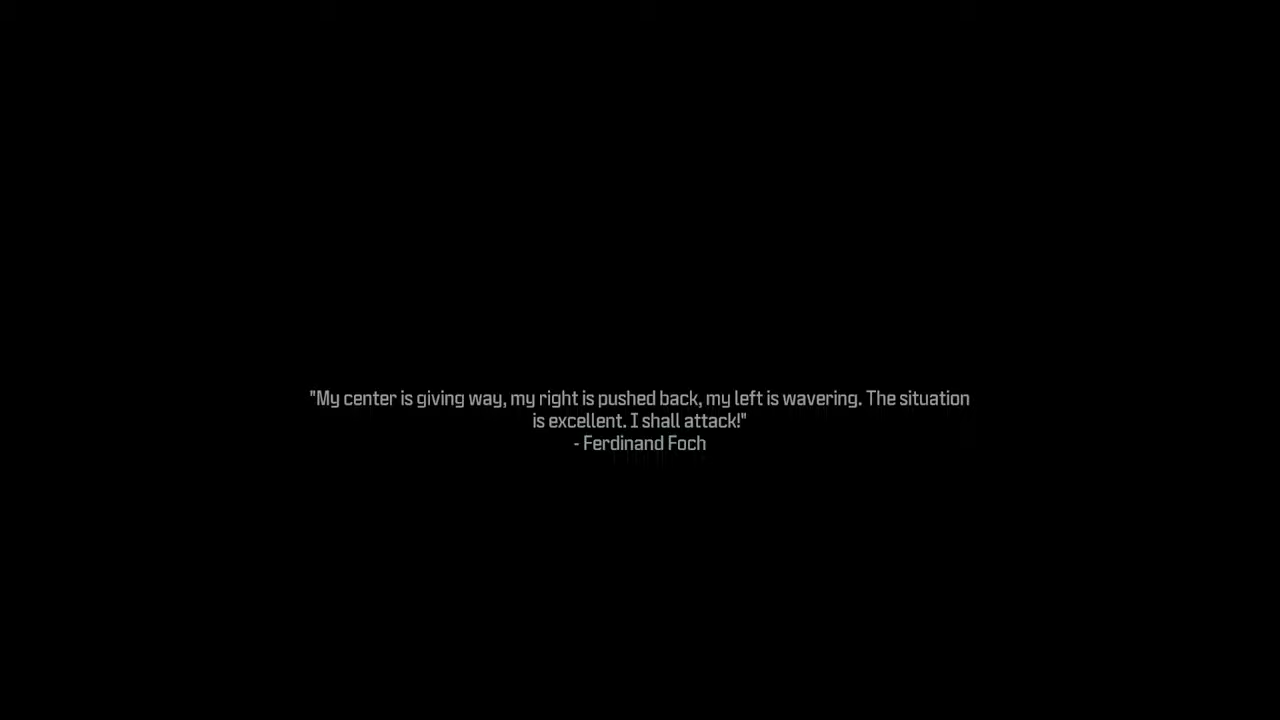 "My center is giving way, my right is pushed back, my left is wavering. The situation
is excellent. I shall attack!"
- Ferdinand Foch